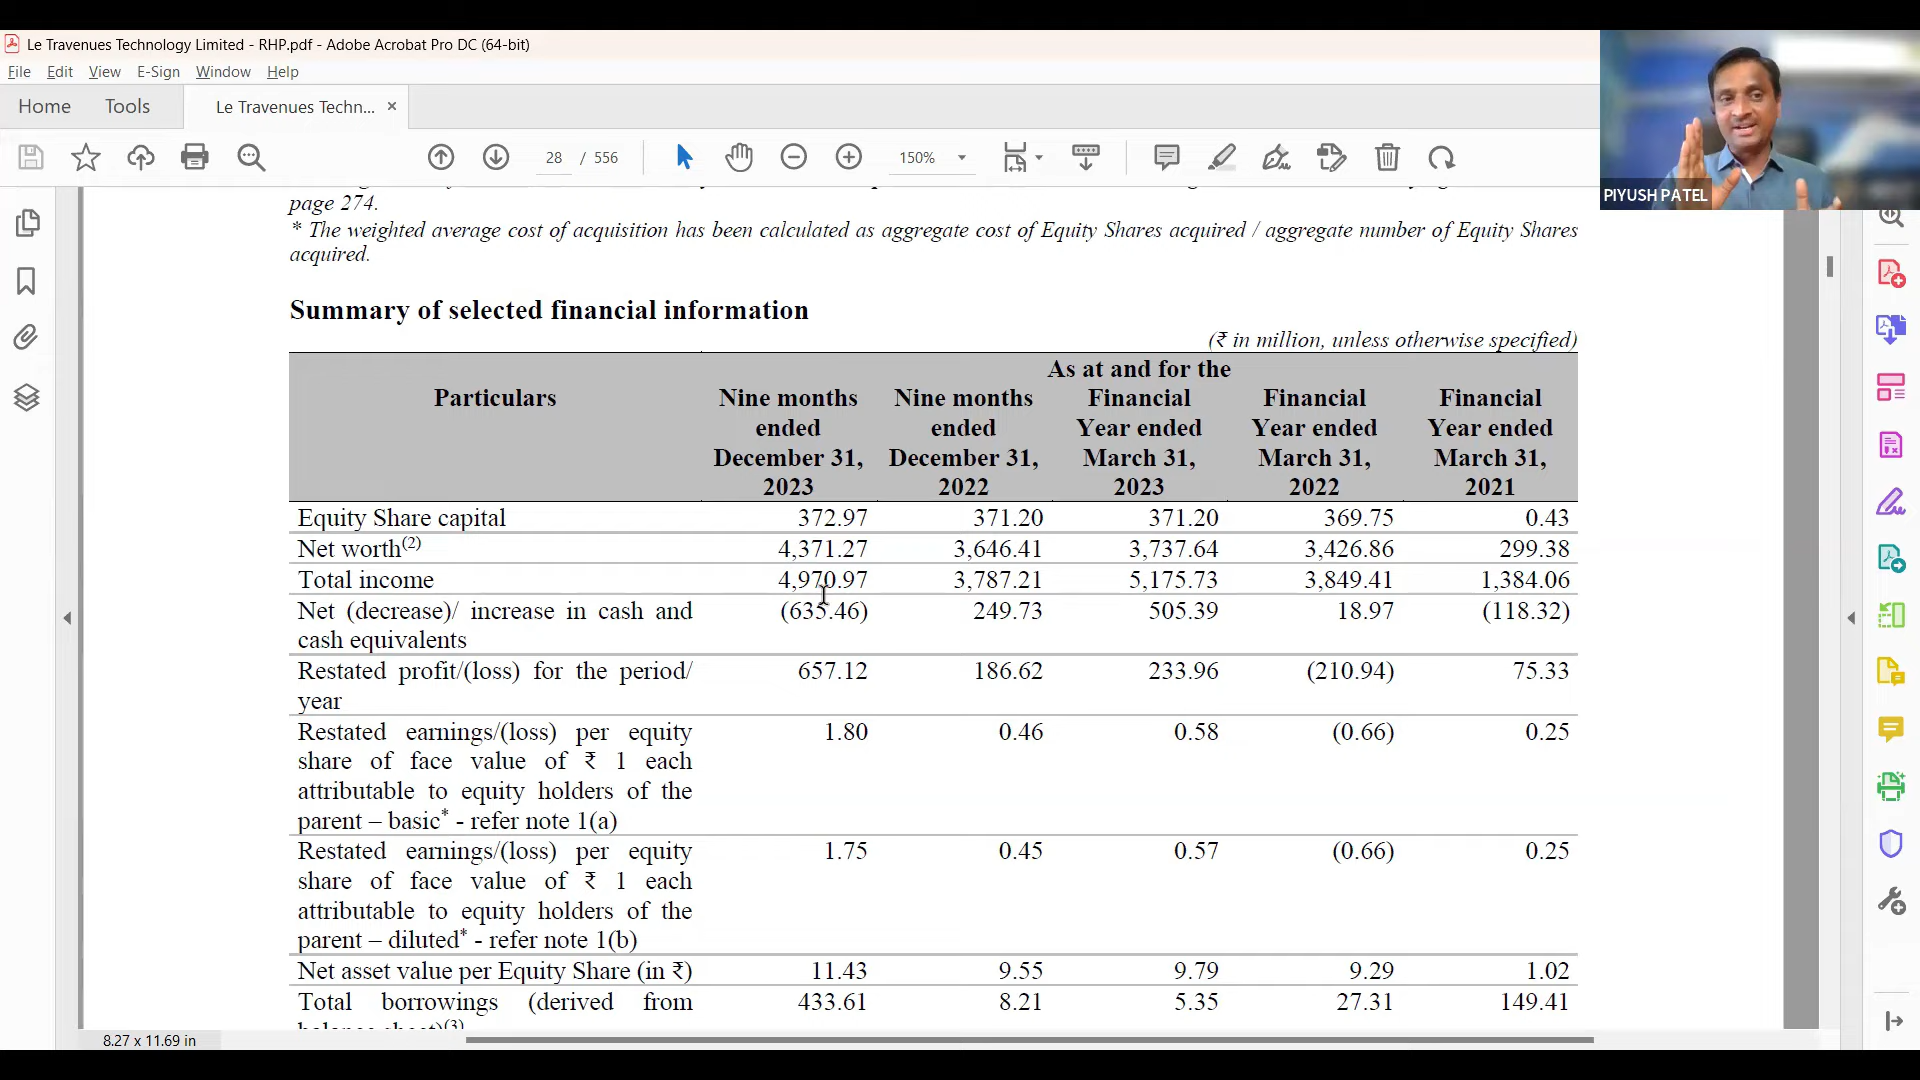 Le Travenues Technology Limited - RHP.pdf - Adobe Acrobat Pro DC (64-bit)
File Edit View E-Sign Window Help
Home Tools Le Travenues Techn... ×
28 / 556 150%
PIYUSH PATEL
page 274.
* The weighted average cost of acquisition has been calculated as aggregate cost of Equity Shares acquired / aggregate number of Equity Shares
acquired.
Summary of selected financial information
(₹ in million, unless otherwise specified)
As at and for the
Particulars Nine months Nine months Financial Financial Financial
ended ended Year ended Year ended Year ended
December 31, December 31, March 31, March 31, March 31,
2023 2022 2023 2022 2021
Equity Share capital 372.97 371.20 371.20 369.75 0.43
Net worth(2) 4,371.27 3,646.41 3,737.64 3,426.86 299.38
Total income 4,970.97 3,787.21 5,175.73 3,849.41 1,384.06
Net (decrease)/ increase in cash and (635.46) 249.73 505.39 18.97 (118.32)
cash equivalents
Restated profit/(loss) for the period/ 657.12 186.62 233.96 (210.94) 75.33
year
Restated earnings/(loss) per equity 1.80 0.46 0.58 (0.66) 0.25
share of face value of ₹ 1 each
attributable to equity holders of the
parent – basic* - refer note 1(a)
Restated earnings/(loss) per equity 1.75 0.45 0.57 (0.66) 0.25
share of face value of ₹ 1 each
attributable to equity holders of the
parent – diluted* - refer note 1(b)
Net asset value per Equity Share (in ₹) 11.43 9.55 9.79 9.29 1.02
Total borrowings (derived from 433.61 8.21 5.35 27.31 149.41
8.27 x 11.69 in